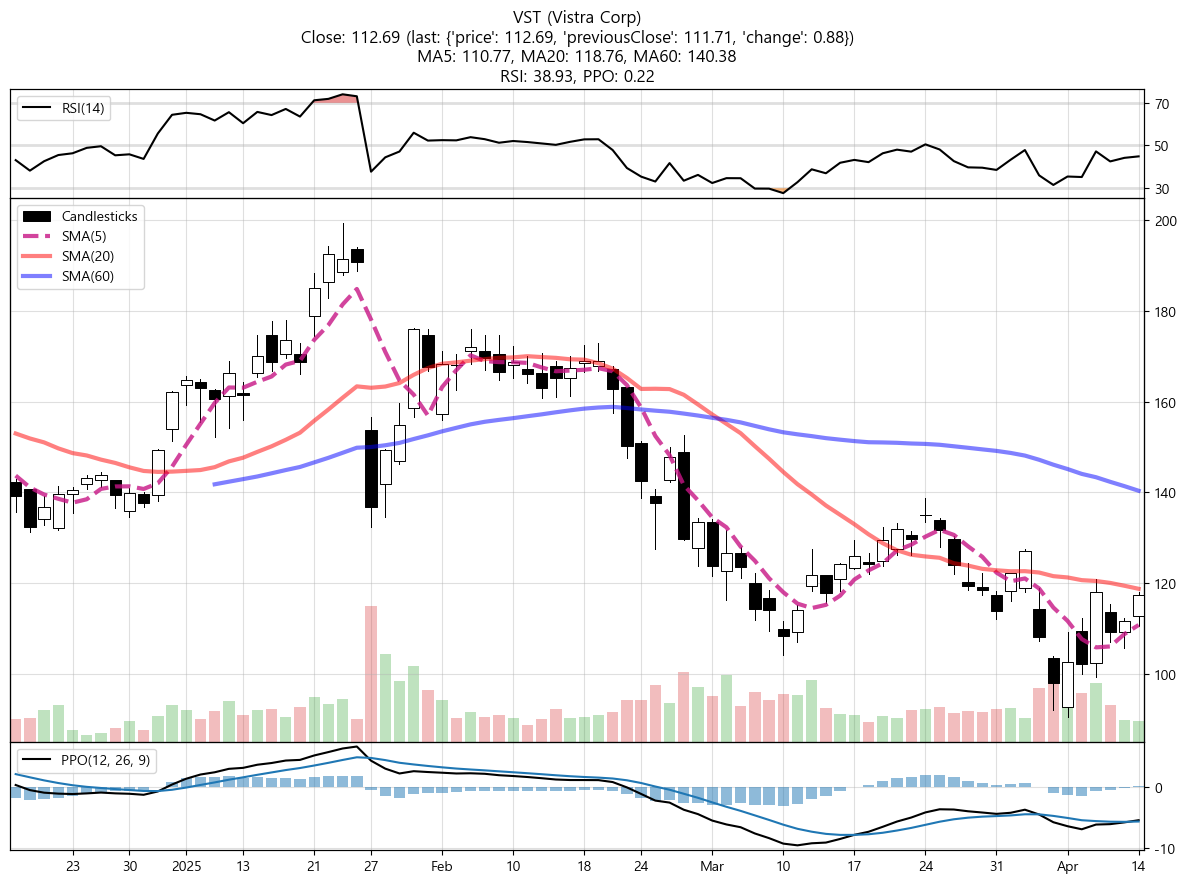 VST (Vistra Corp)
Close: 112.69 (last: {'price': 112.69, 'previousClose': 111.71, 'change': 0.88})
MA5: 110.77, MA20: 118.76, MA60: 140.38
RSI: 38.93, PPO: 0.22
RSI(14)
70
50
30
Candlesticks
SMA(5)
SMA(20)
SMA(60)
200
180
160
140
120
100
PPO(12, 26, 9)
0
-10
23 30 2025 13 21 27 Feb 10 18 24 Mar 10 17 24 31 Apr 14